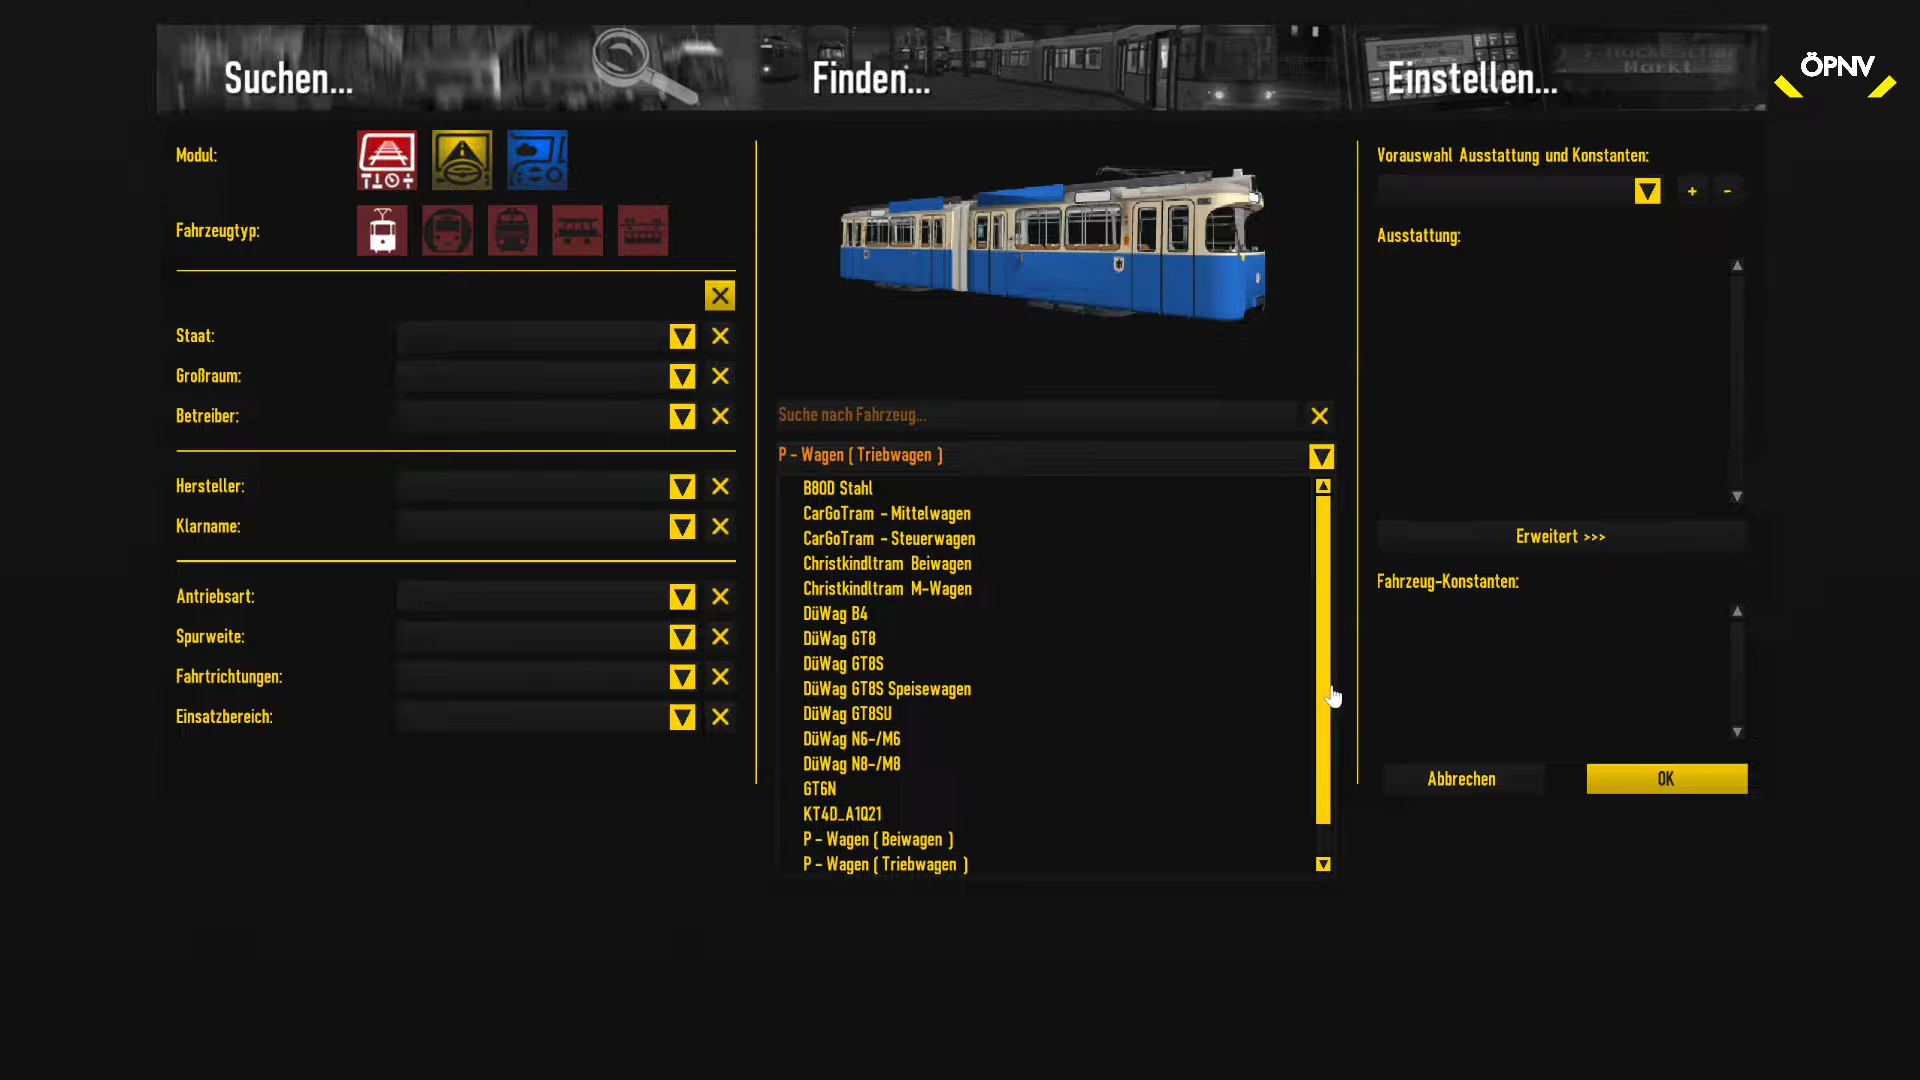 Suchen...
Finden...
Einstellen...
ÖPNV
Modul:
Fahrzeugtyp:
Staat:
Großraum:
Betreiber:
Hersteller:
Klarname:
Antriebsart:
Spurweite:
Fahrtrichtungen:
Einsatzbereich:
Suche nach Fahrzeug...
P - Wagen ( Triebwagen )
B80D Stahl
CarGoTram - Mittelwagen
CarGoTram - Steuerwagen
Christkindltram Beiwagen
Christkindltram M-Wagen
DüWag B4
DüWag GT8
DüWag GT8S
DüWag GT8S Speisewagen
DüWag GT8SU
DüWag N6-/M6
DüWag N8-/M8
GT6N
KT4D_A1Q21
P - Wagen ( Beiwagen )
P - Wagen ( Triebwagen )
Vorauswahl Ausstattung und Konstanten:
+ -
Ausstattung:
Erweitert >>>
Fahrzeug-Konstanten:
Abbrechen
OK